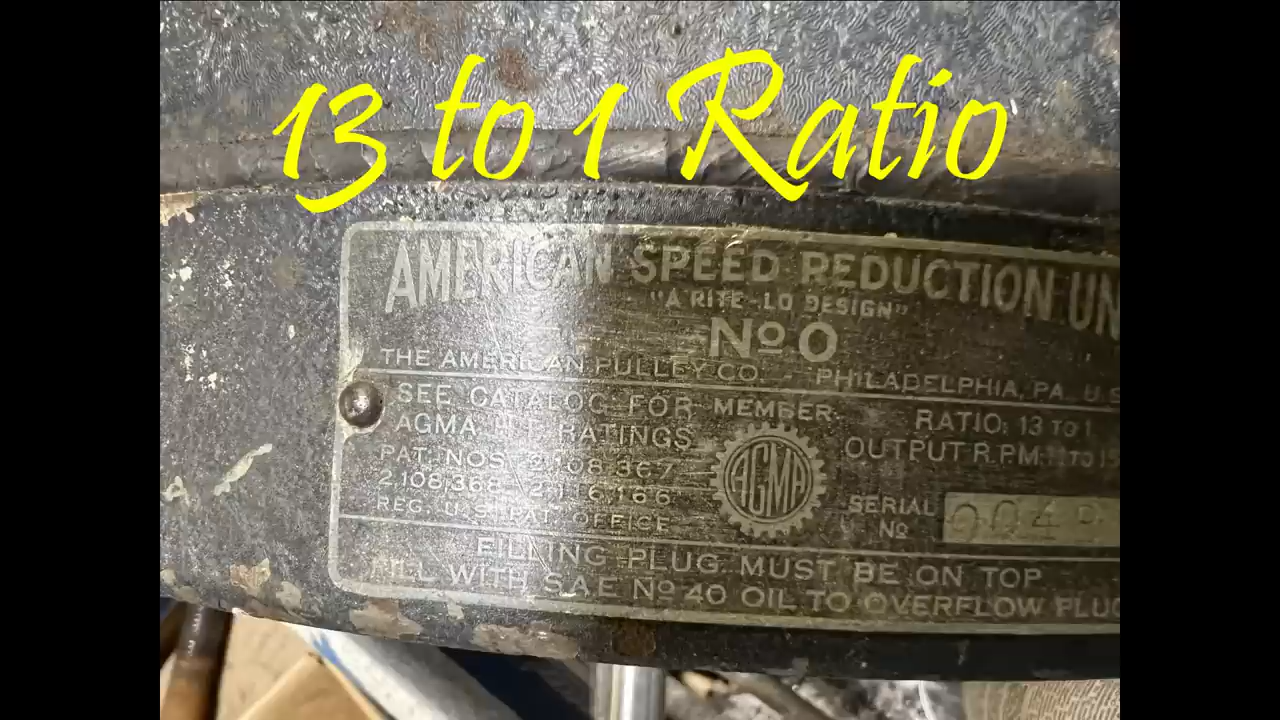 13 to 1 Ratio
AMERICAN SPEED REDUCTION UN
"A RITE-LO DESIGN"
No 0
THE AMERICAN PULLEY CO. PHILADELPHIA, PA. U.S
SEE CATALOG FOR
AGMA H.P. RATINGS
PAT. NOS. 2,108,367
2,108,368 2,116,166
REG. U.S. PAT. OFFICE
MEMBER
AGMA
RATIO: 13 TO 1
OUTPUT R.P.M.
SERIAL
No
FILLING PLUG MUST BE ON TOP
FILL WITH SAE No 40 OIL TO OVERFLOW PLUG